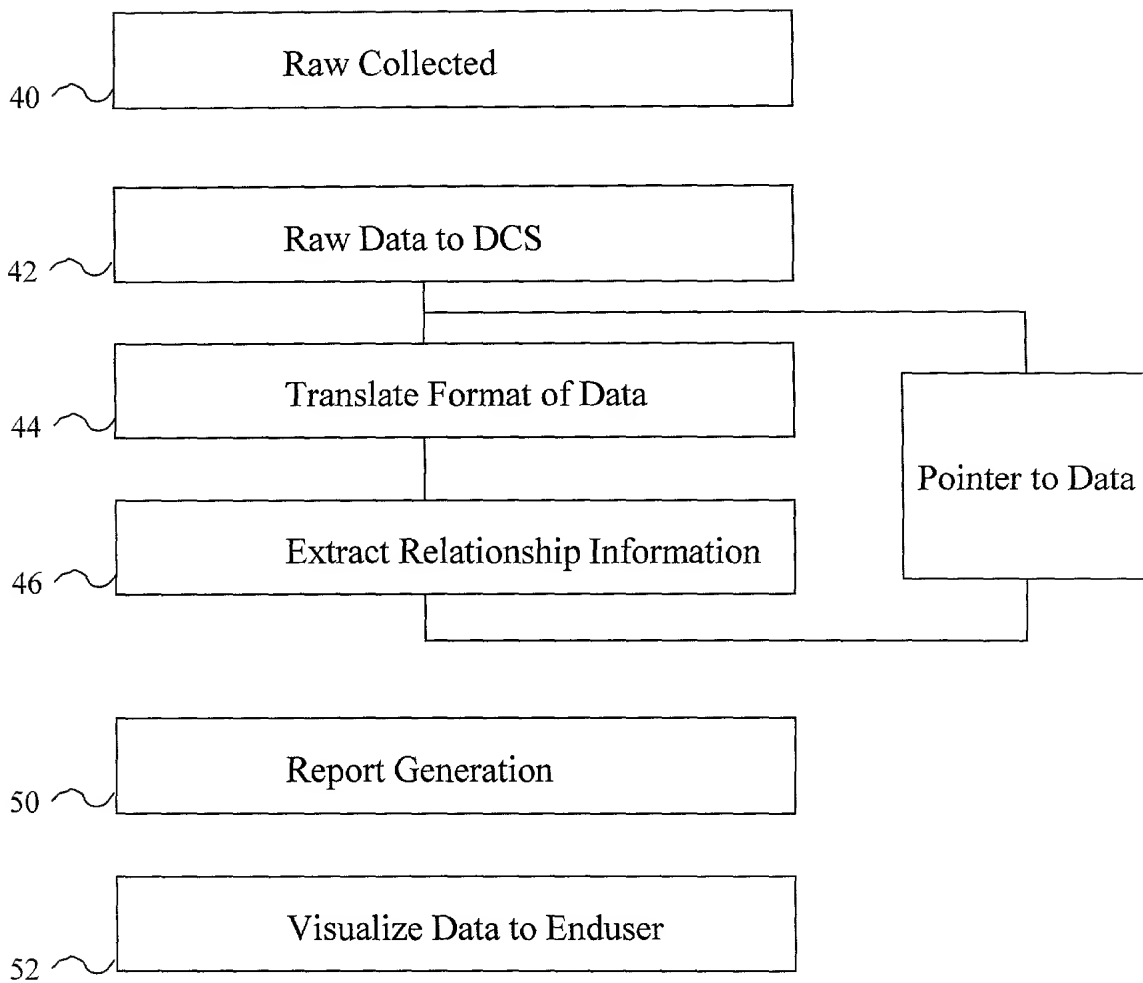 Raw Collected
40
Raw Data to DCS
42
Translate Format of Data
44
Pointer to Data
Extract Relationship Information
46
Report Generation
50
Visualize Data to Enduser
52